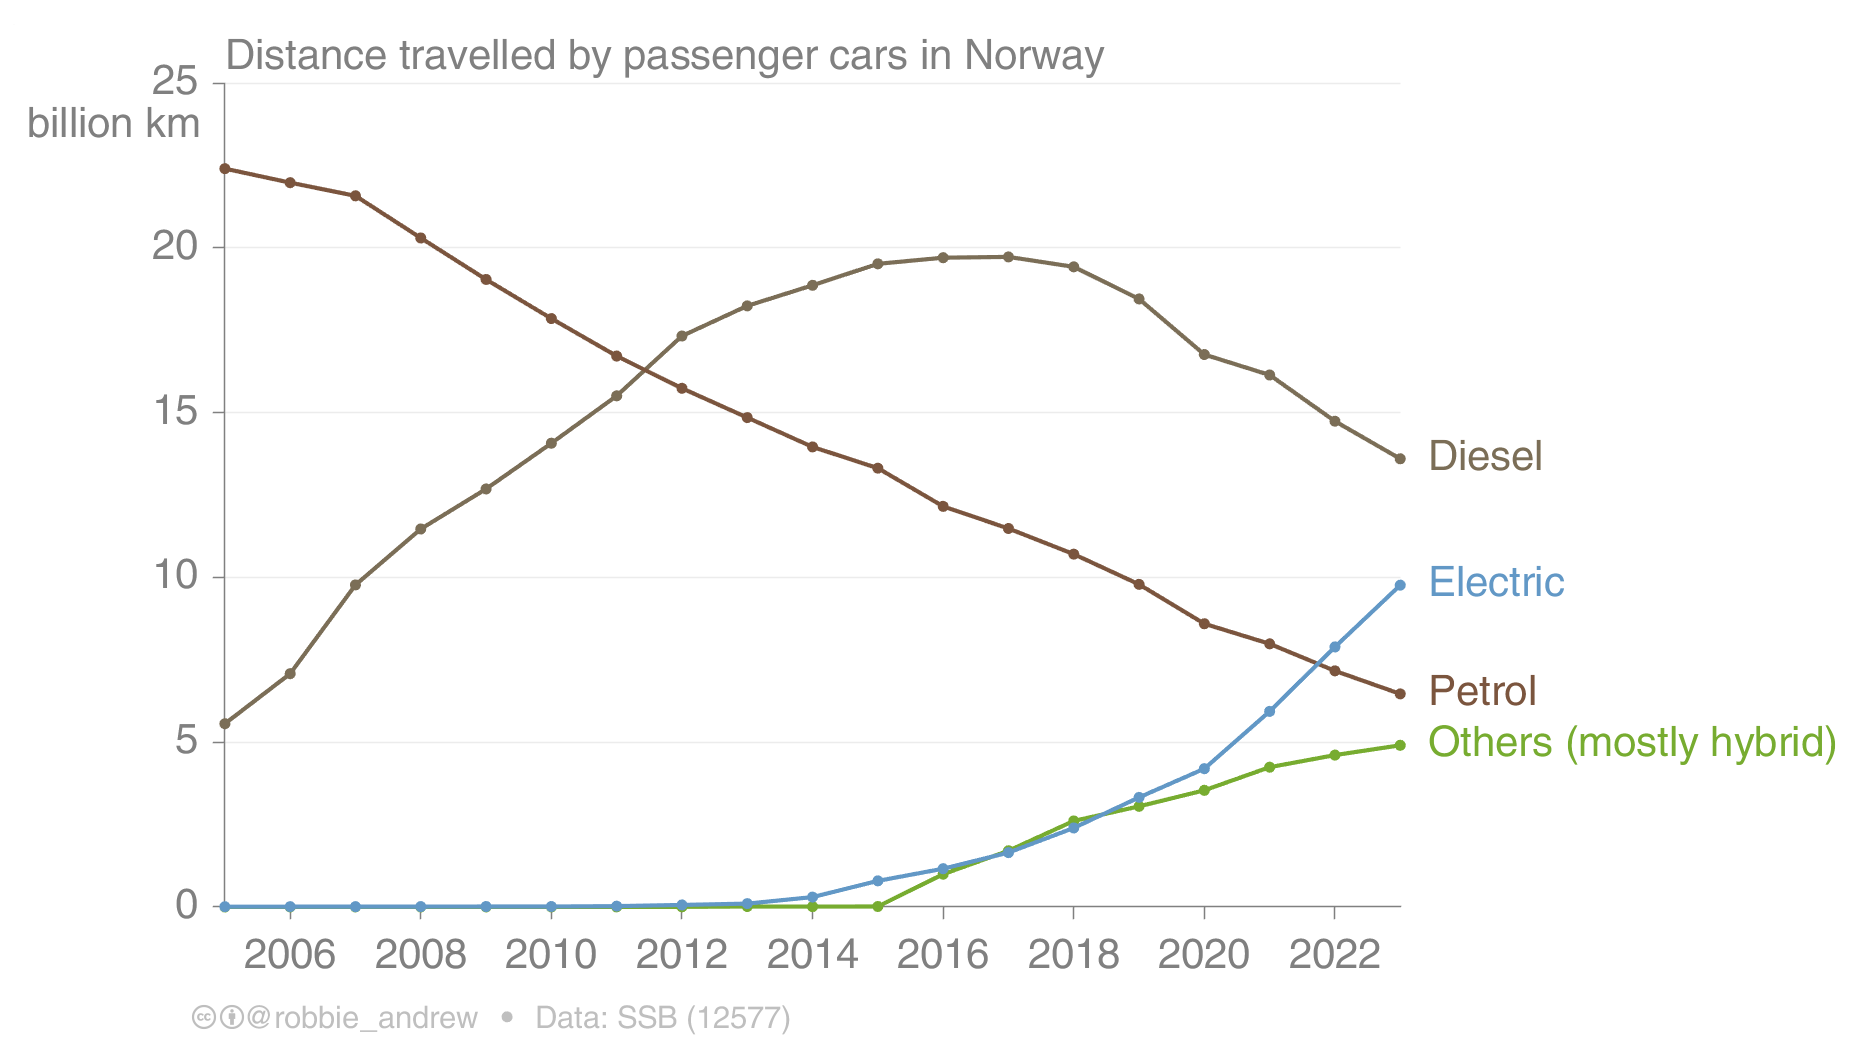 Distance travelled by passenger cars in Norway
25
billion km
20
15
10
5
0
Diesel
Electric
Petrol
Others (mostly hybrid)
2006 2008 2010 2012 2014 2016 2018 2020 2022
@robbie_andrew • Data: SSB (12577)